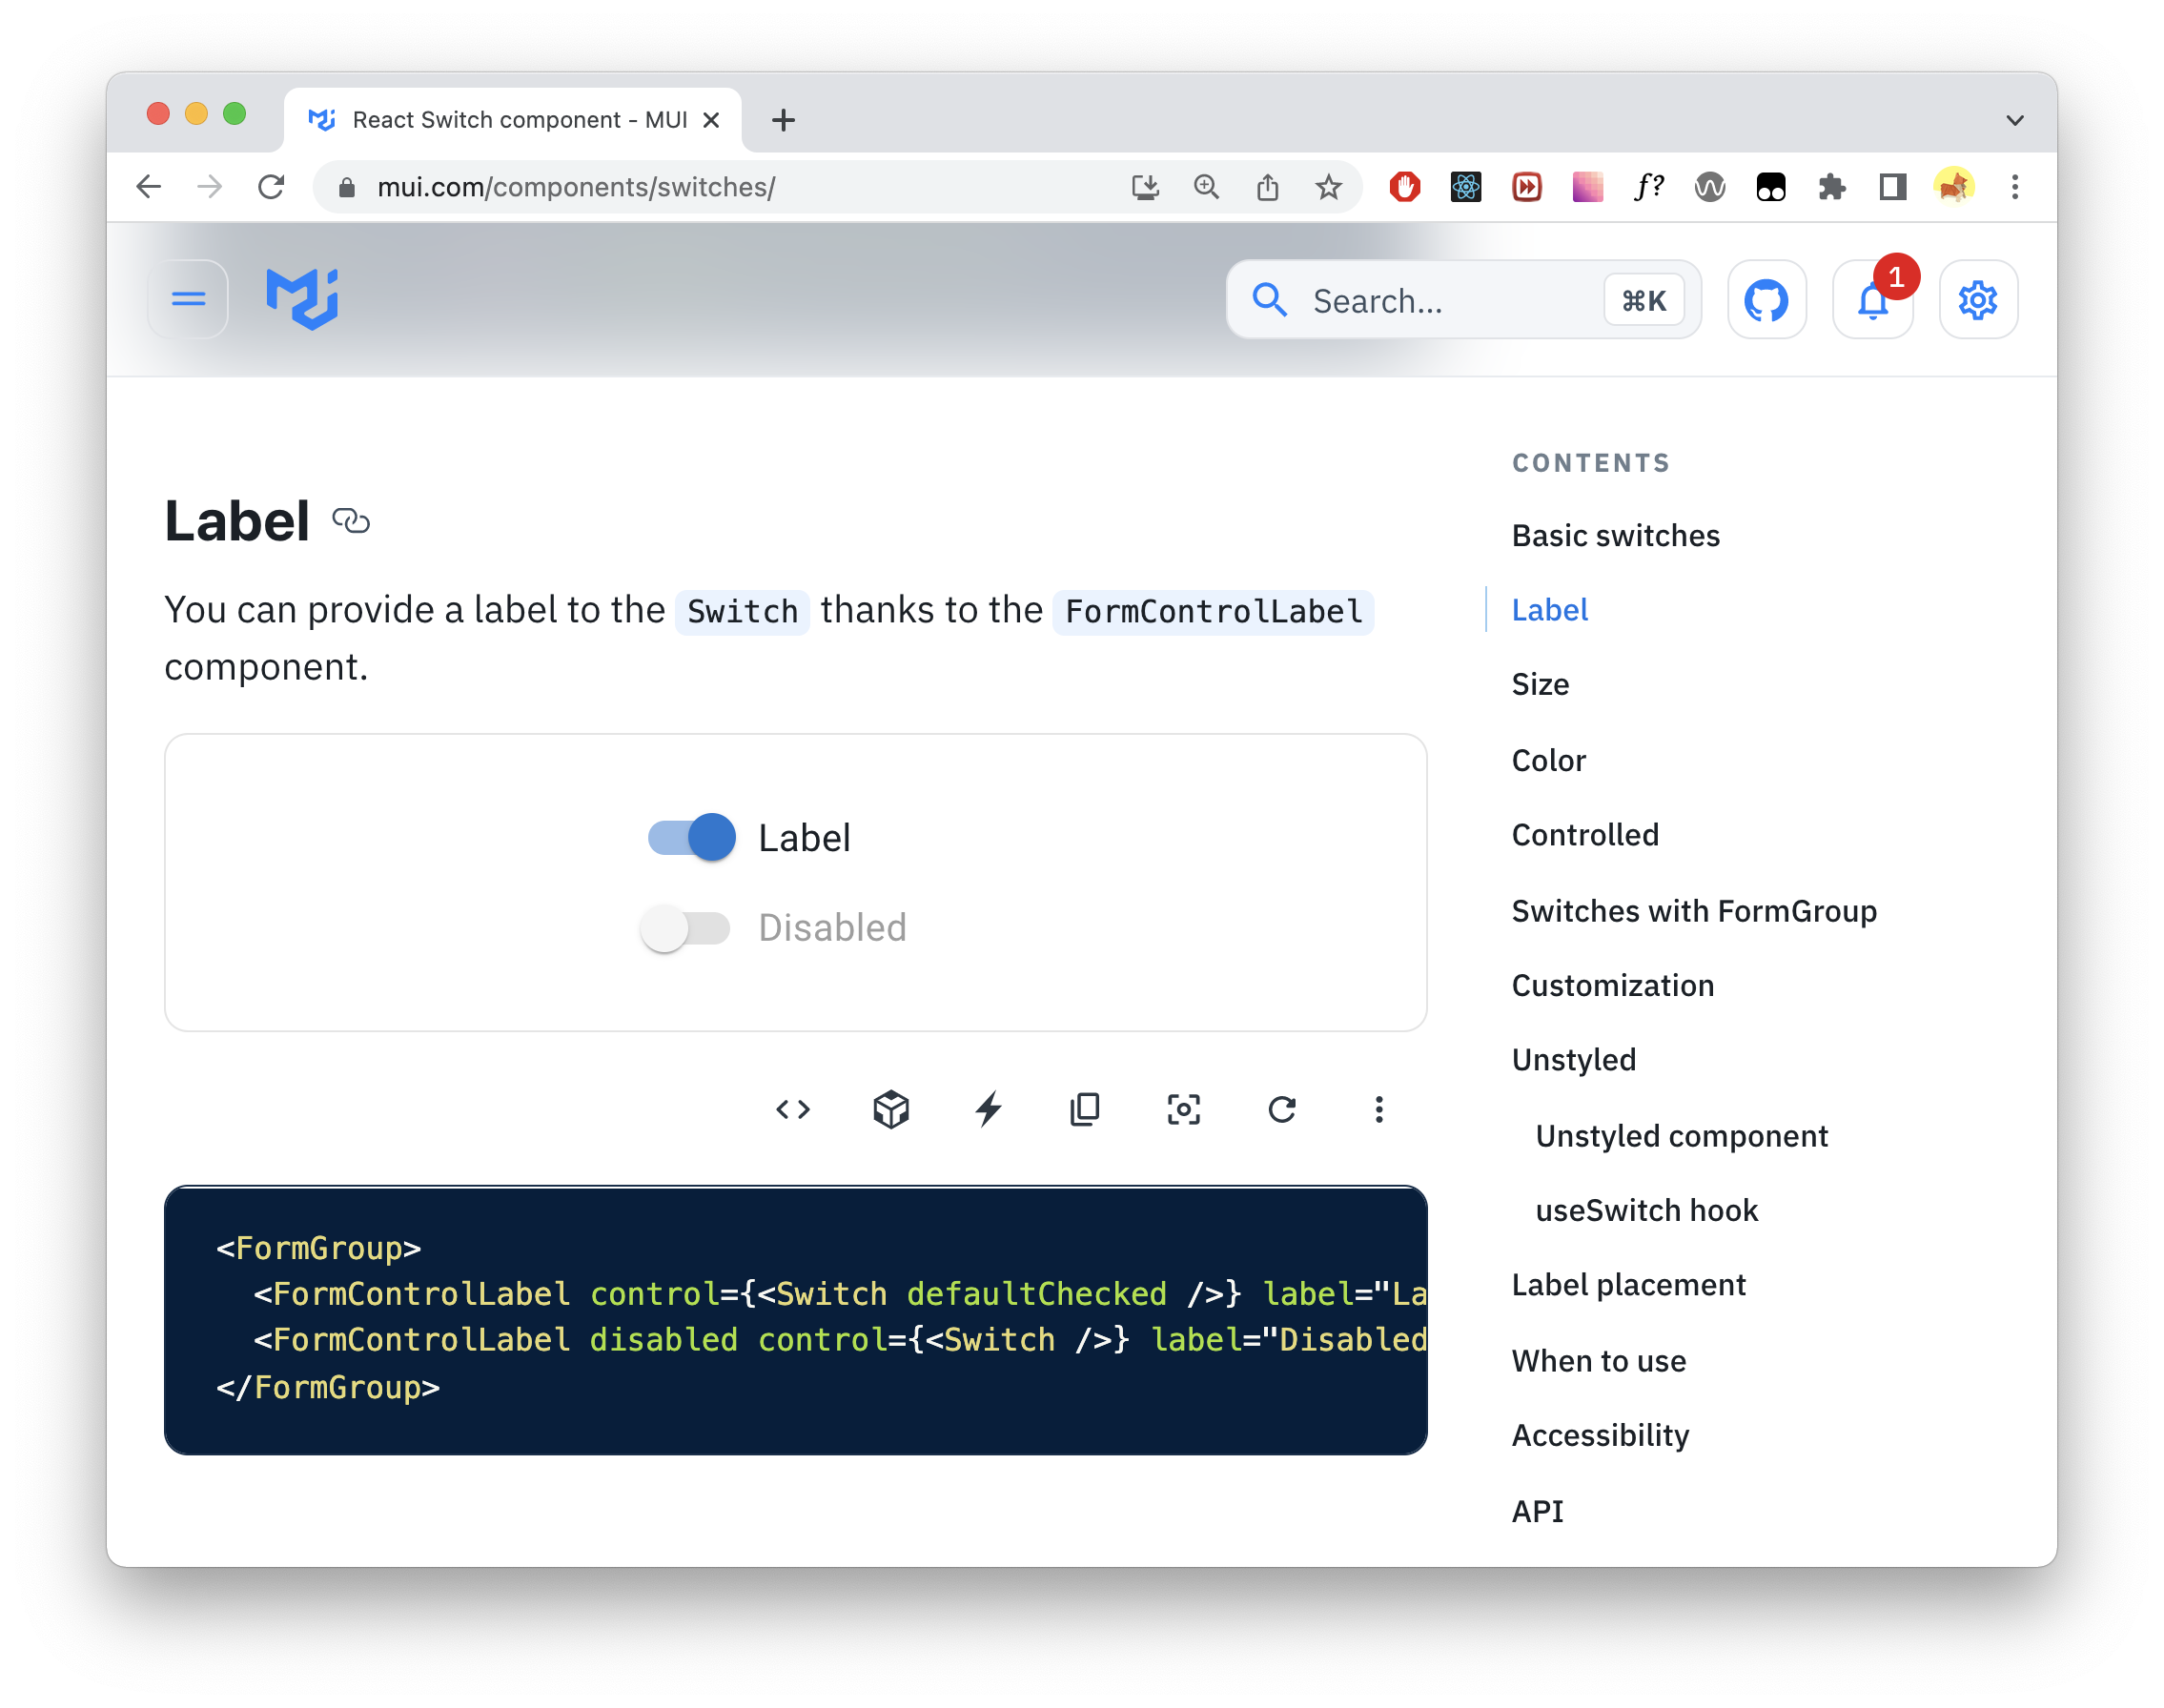 React Switch component - MUI
mui.com/components/switches/
f?
Search...
⌘K
1
Label
You can provide a label to the Switch thanks to the FormControlLabel
component.
Label
Disabled
<FormGroup>
  <FormControlLabel control={<Switch defaultChecked />} label="La
  <FormControlLabel disabled control={<Switch />} label="Disabled
</FormGroup>
CONTENTS
Basic switches
Label
Size
Color
Controlled
Switches with FormGroup
Customization
Unstyled
Unstyled component
useSwitch hook
Label placement
When to use
Accessibility
API